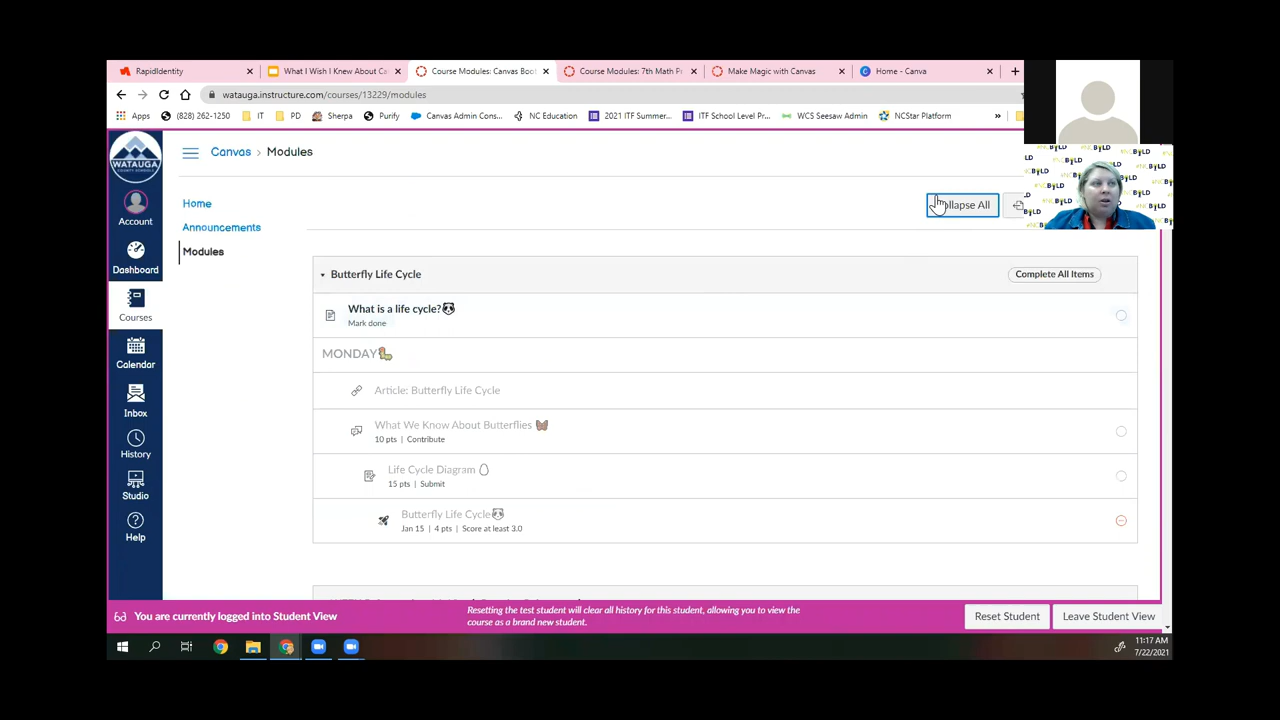 RapidIdentity
What I Wish I Knew About Ca
Course Modules: Canvas Boo
Course Modules: 7th Math P
Make Magic with Canvas
Home - Canva
watauga.instructure.com/courses/13229/modules
Apps
(828) 262-1250
IT
PD
Sherpa
Purify
Canvas Admin Cons...
NC Education
2021 ITF Summer...
ITF School Level Pr...
WCS Seesaw Admin
NCStar Platform
»
WATAUGA
COUNTY SCHOOLS
Canvas > Modules
Account
Dashboard
Courses
Calendar
Inbox
History
Studio
Help
Home
Announcements
Modules
ollapse All
Butterfly Life Cycle
Complete All Items
What is a life cycle?🐼
Mark done
MONDAY🐛
Article: Butterfly Life Cycle
What We Know About Butterflies 🦋
10 pts | Contribute
Life Cycle Diagram 🥚
15 pts | Submit
Butterfly Life Cycle🐼
Jan 15 | 4 pts | Score at least 3.0
You are currently logged into Student View
Resetting the test student will clear all history for this student, allowing you to view the
course as a brand new student.
Reset Student
Leave Student View
11:17 AM
7/22/2021